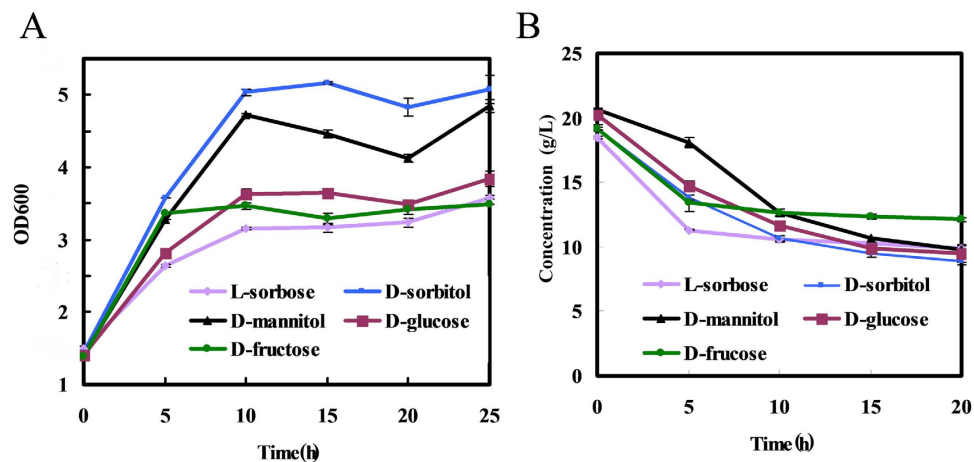 A
OD600
5
4
3
2
1
L-sorbose
D-sorbitol
D-mannitol
D-glucose
D-fructose
0
5
10
15
20
25
Time(h)
B
Concentration (g/L)
25
20
15
10
5
0
L-sorbose
D-sorbitol
D-mannitol
D-glucose
D-frucose
0
5
10
15
20
Time(h)